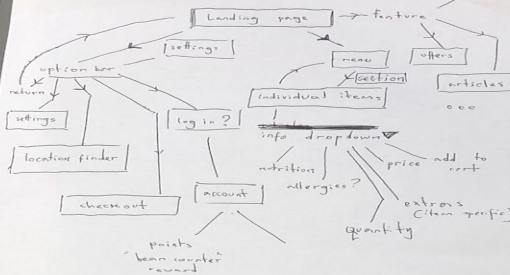 Landing page
feature
settings
menu
offers
option bar
section
articles
return
individual items
settings
log in?
info dropdown
location finder
nutrition
price
add to
cart
allergies?
account
checkout
extras
(item specific)
quantity
points
"bean counter"
reward